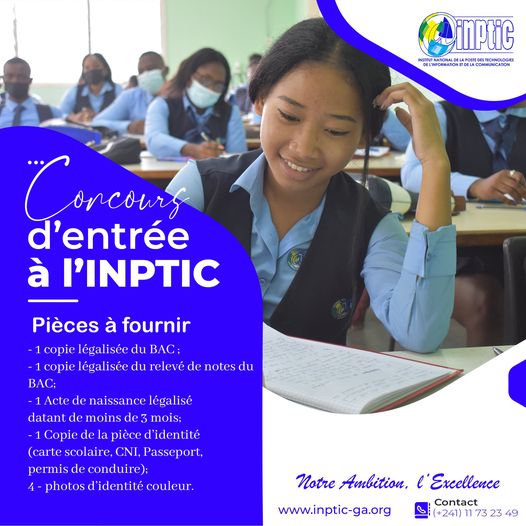 inptic
INSTITUT NATIONAL DE LA POSTE DES TECHNOLOGIES
DE L'INFORMATION ET DE LA COMMUNICATION
...Concours
d'entrée
à l'INPTIC
Pièces à fournir
- 1 copie légalisée du BAC ;
- 1 copie légalisée du relevé de notes du
BAC;
- 1 Acte de naissance légalisé
datant de moins de 3 mois;
- 1 Copie de la pièce d'identité
(carte scolaire, CNI, Passeport,
permis de conduire);
4 - photos d'identité couleur.
Notre Ambition, l'Excellence
www.inptic-ga.org
Contact
(+241) 11 73 23 49